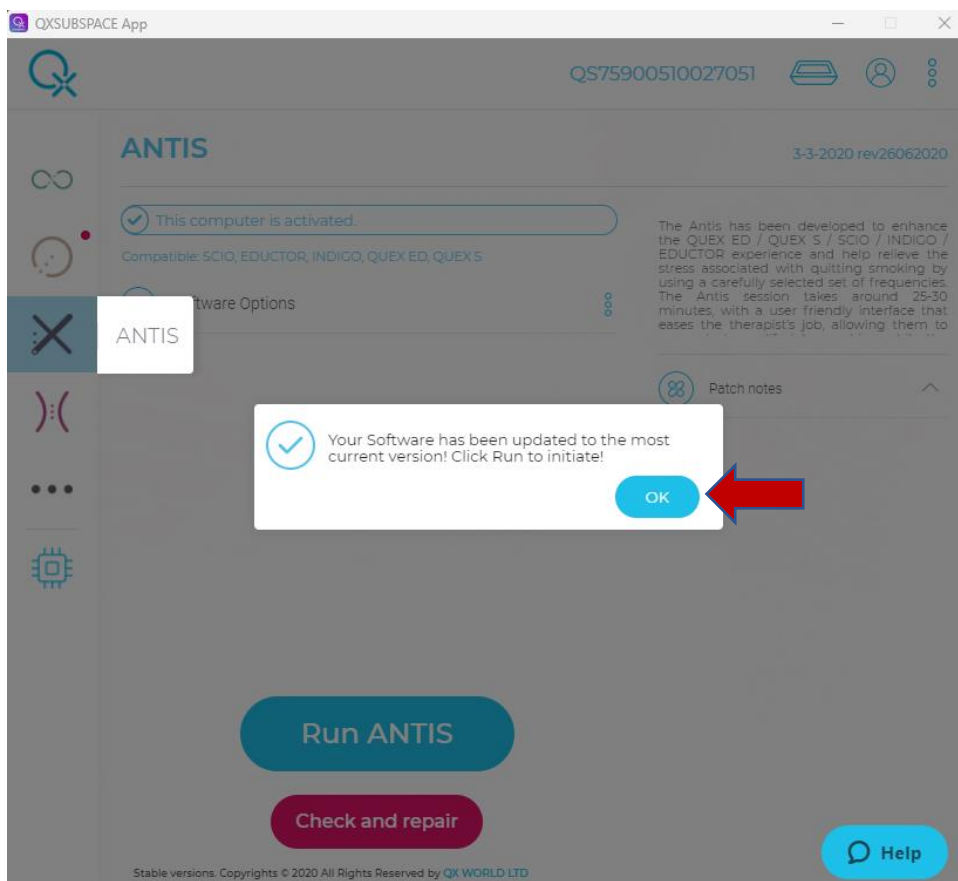 QXSUBSPACE App
Qx
QS75900510027051
ANTIS
3-3-2020 rev26062020
This computer is activated.
Compatible: SCIO, EDUCTOR, INDIGO, QUEX ED, QUEX S
The Antis has been developed to enhance
the QUEX ED / QUEX S / SCIO / INDIGO /
EDUCTOR experience and help relieve the
stress associated with quitting smoking by
using a carefully selected set of frequencies.
The Antis session takes around 25-30
minutes, with a user friendly interface that
eases the therapist's job, allowing them to
Options
ANTIS
Patch notes
Your Software has been updated to the most
current version! Click Run to initiate!
OK
Run ANTIS
Check and repair
Help
Stable versions. Copyrights © 2020 All Rights Reserved by QX WORLD LTD